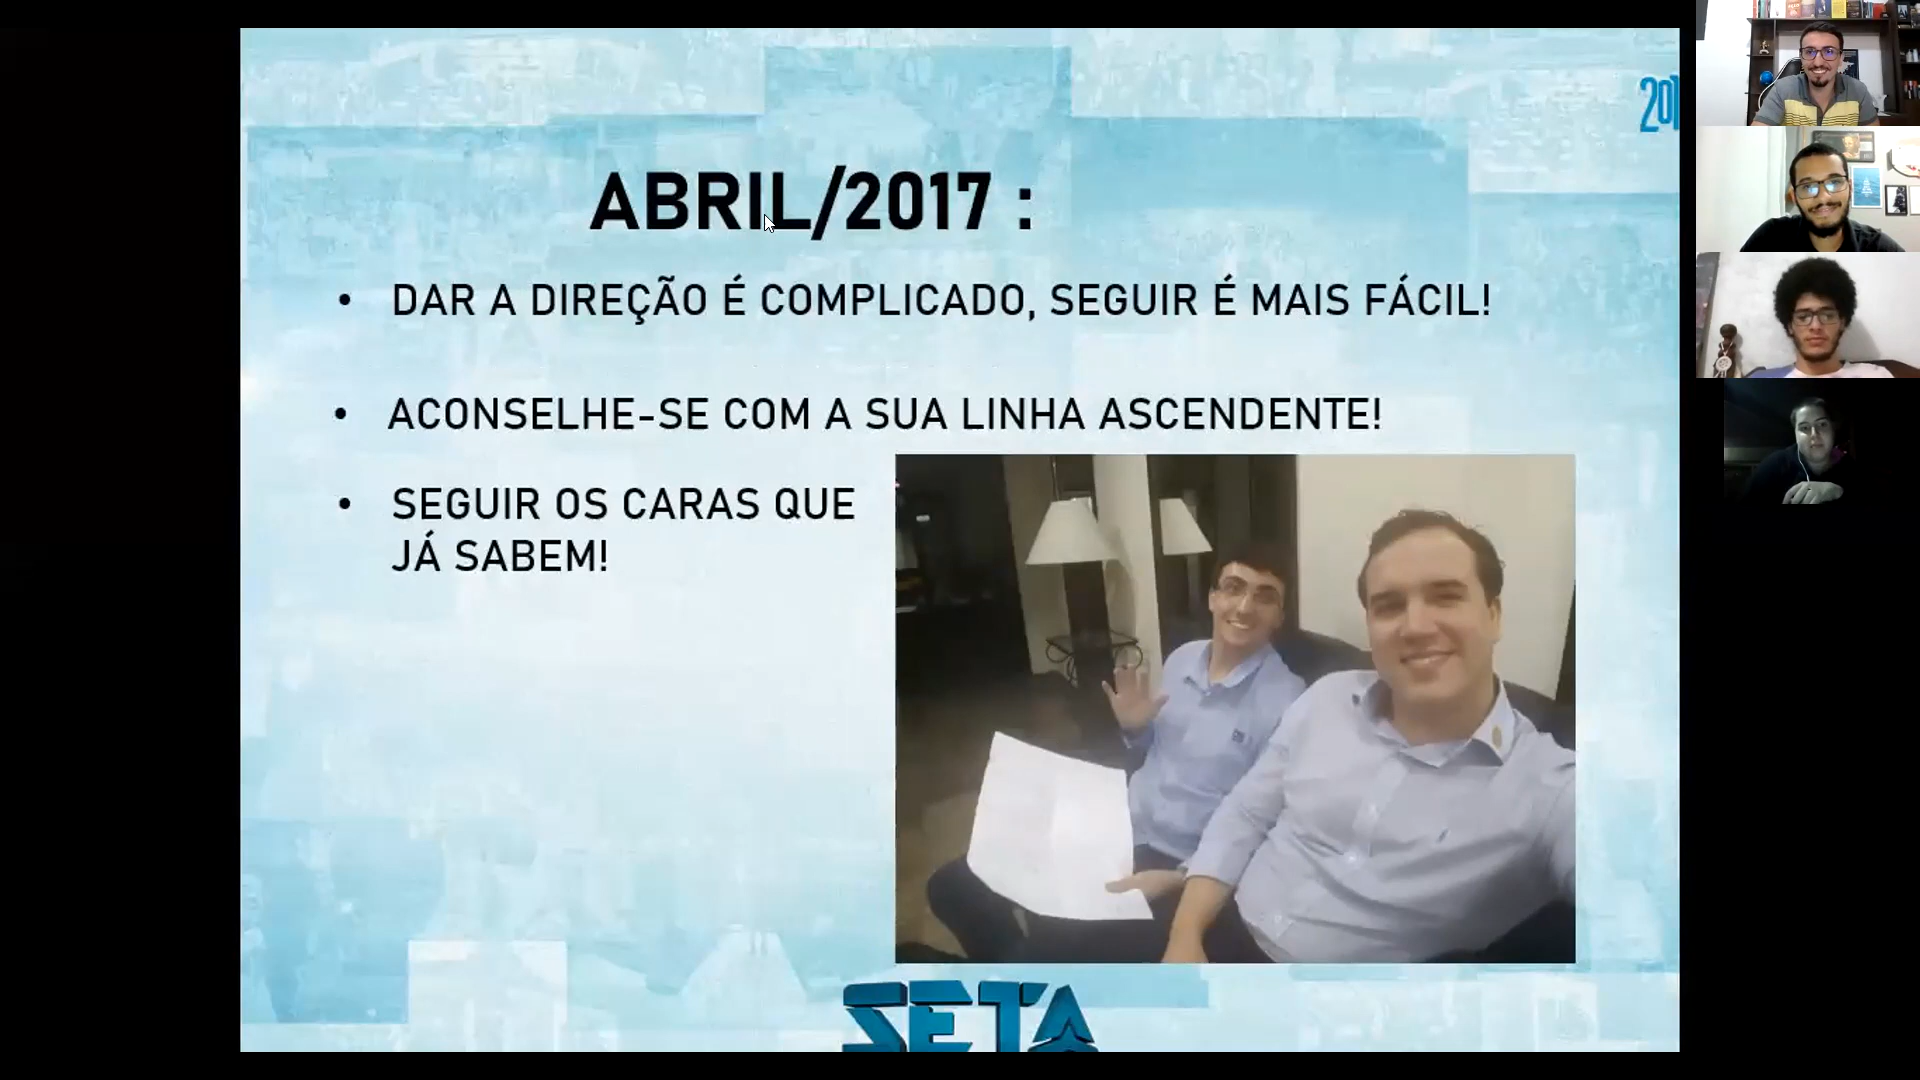 201
ABRIL/2017 :
• DAR A DIREÇÃO É COMPLICADO, SEGUIR É MAIS FÁCIL!
• ACONSELHE-SE COM A SUA LINHA ASCENDENTE!
• SEGUIR OS CARAS QUE
JÁ SABEM!
SETA